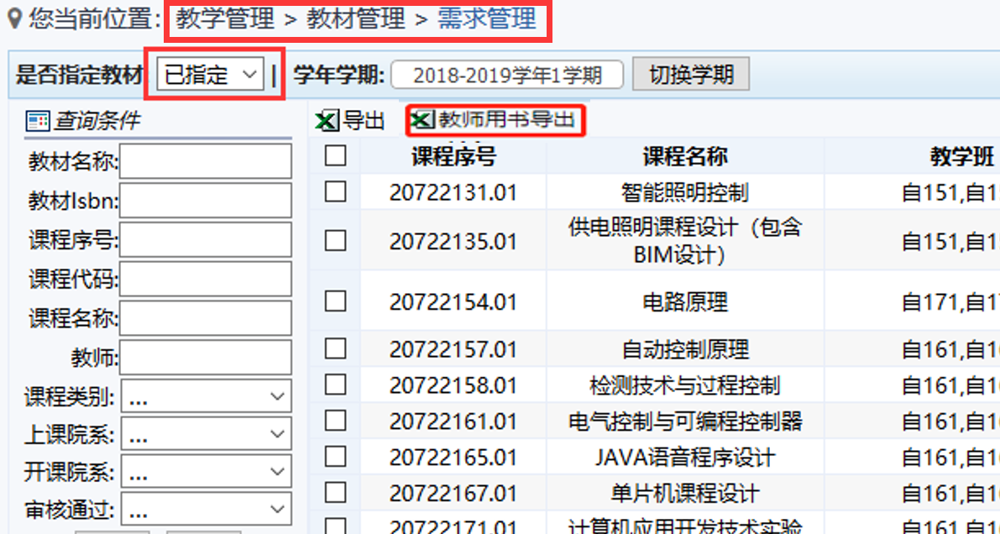 您当前位置: 教学管理 > 教材管理 > 需求管理
是否指定教材 已指定 | 学年学期: 2018-2019学年1学期 切换学期
查询条件
教材名称:
教材Isbn:
课程序号:
课程代码:
课程名称:
教师:
课程类别: ...
上课院系: ...
开课院系: ...
审核通过: ...
导出 教师用书导出
课程序号 课程名称 教学班
20722131.01 智能照明控制 自151,自1
20722135.01 供电照明课程设计（包含
BIM设计） 自151,自1
20722154.01 电路原理 自171,自1
20722157.01 自动控制原理 自161,自1
20722158.01 检测技术与过程控制 自161,自1
20722161.01 电气控制与可编程控制器 自161,自1
20722165.01 JAVA语音程序设计 自161,自1
20722167.01 单片机课程设计 自161,自1
20722171.01 计算机应用开发技术实验 自161,自1